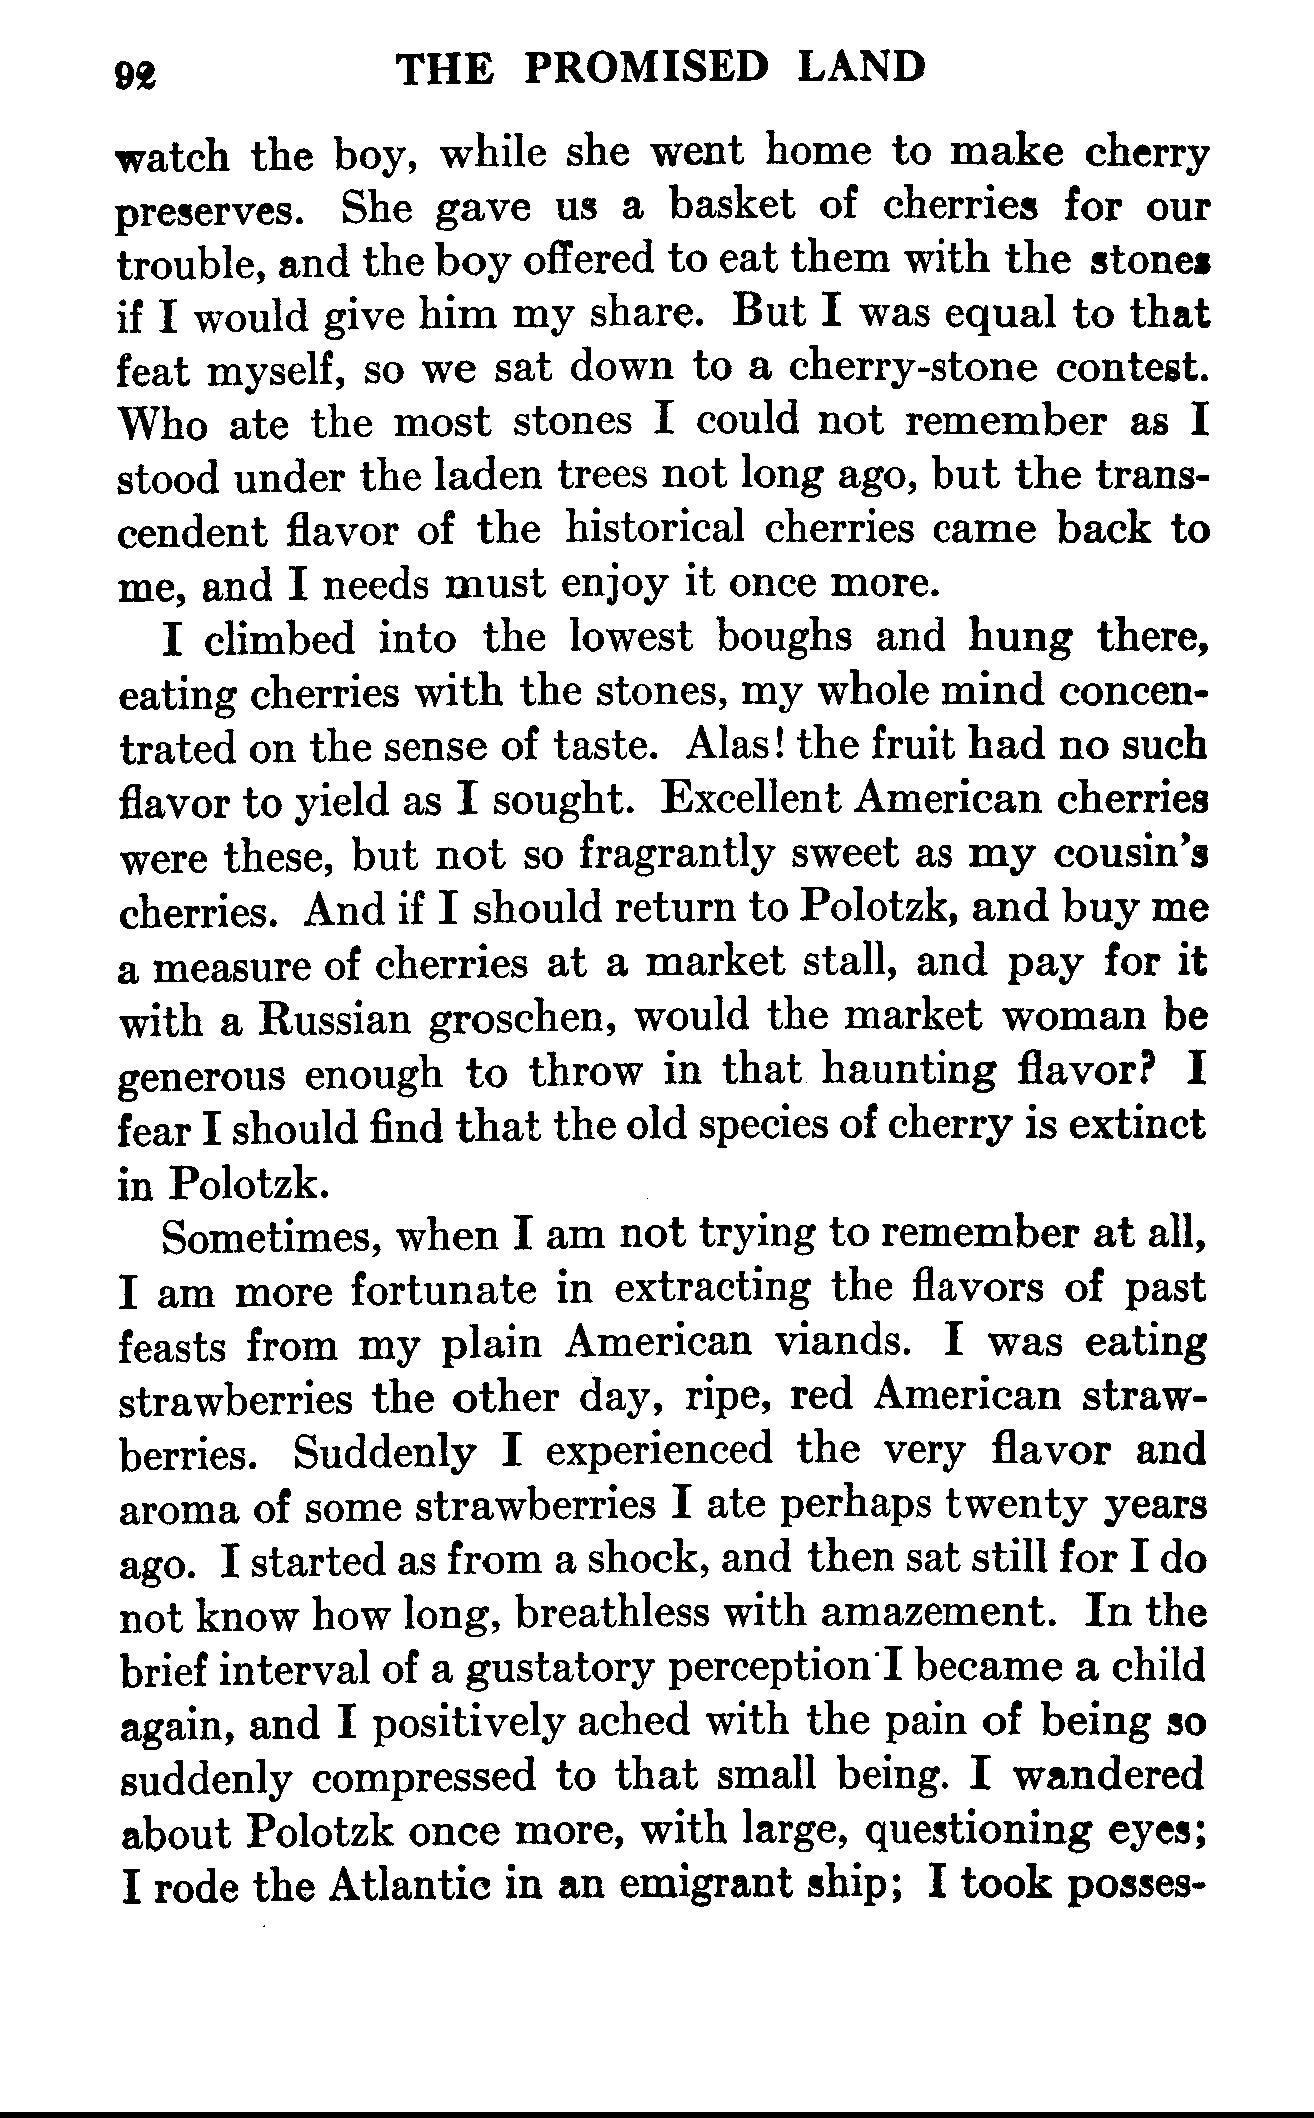 92 THE PROMISED LAND
watch the boy, while she went home to make cherry
preserves. She gave us a basket of cherries for our
trouble, and the boy offered to eat them with the stones
if I would give him my share. But I was equal to that
feat myself, so we sat down to a cherry-stone contest.
Who ate the most stones I could not remember as I
stood under the laden trees not long ago, but the trans-
cendent flavor of the historical cherries came back to
me, and I needs must enjoy it once more.
I climbed into the lowest boughs and hung there,
eating cherries with the stones, my whole mind concen-
trated on the sense of taste. Alas! the fruit had no such
flavor to yield as I sought. Excellent American cherries
were these, but not so fragrantly sweet as my cousin's
cherries. And if I should return to Polotzk, and buy me
a measure of cherries at a market stall, and pay for it
with a Russian groschen, would the market woman be
generous enough to throw in that haunting flavor? I
fear I should find that the old species of cherry is extinct
in Polotzk.
Sometimes, when I am not trying to remember at all,
I am more fortunate in extracting the flavors of past
feasts from my plain American viands. I was eating
strawberries the other day, ripe, red American straw-
berries. Suddenly I experienced the very flavor and
aroma of some strawberries I ate perhaps twenty years
ago. I started as from a shock, and then sat still for I do
not know how long, breathless with amazement. In the
brief interval of a gustatory perception I became a child
again, and I positively ached with the pain of being so
suddenly compressed to that small being. I wandered
about Polotzk once more, with large, questioning eyes;
I rode the Atlantic in an emigrant ship; I took posses-